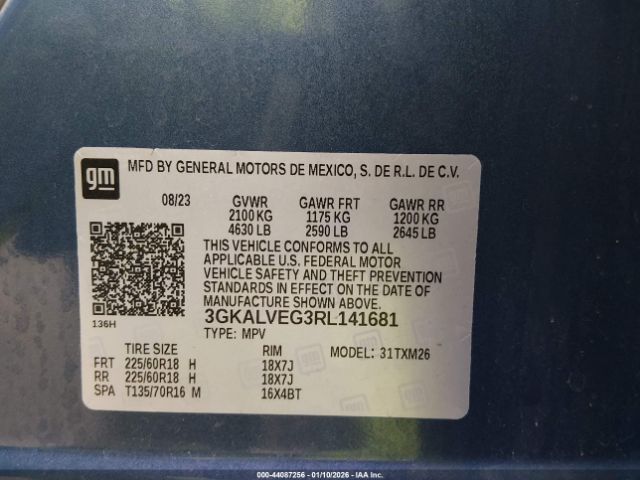 gm
MFD BY GENERAL MOTORS DE MEXICO, S. DE R.L. DE C.V.
08/23 GVWR GAWR FRT GAWR RR
2100 KG 1175 KG 1200 KG
4630 LB 2590 LB 2645 LB
THIS VEHICLE CONFORMS TO ALL
APPLICABLE U.S. FEDERAL MOTOR
VEHICLE SAFETY AND THEFT PREVENTION
STANDARDS IN EFFECT ON THE DATE OF
MANUFACTURE SHOWN ABOVE.
136H
3GKALVEG3RL141681
TYPE: MPV
TIRE SIZE RIM MODEL: 31TXM26
FRT 225/60R18 H 18X7J
RR 225/60R18 H 18X7J
SPA T135/70R16 M 16X4BT
000-44087256 - 01/10/2026 - IAA Inc.